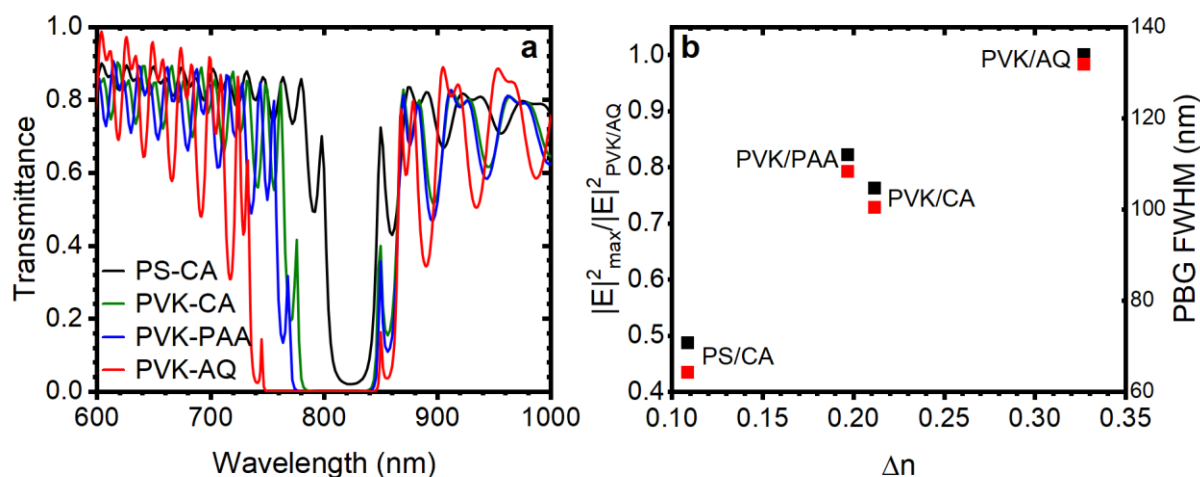 a
1.0
0.8
0.6
0.4
0.2
0.0
Transmittance
PS-CA
PVK-CA
PVK-PAA
PVK-AQ
600 700 800 900 1000
Wavelength (nm)
b
1.0
0.9
0.8
0.7
0.6
0.5
0.4
|E|²max/|E|²PVK/AQ
PVK/AQ
PVK/PAA
PVK/CA
PS/CA
140
120
100
80
60
PBG FWHM (nm)
0.10 0.15 0.20 0.25 0.30 0.35
Δn